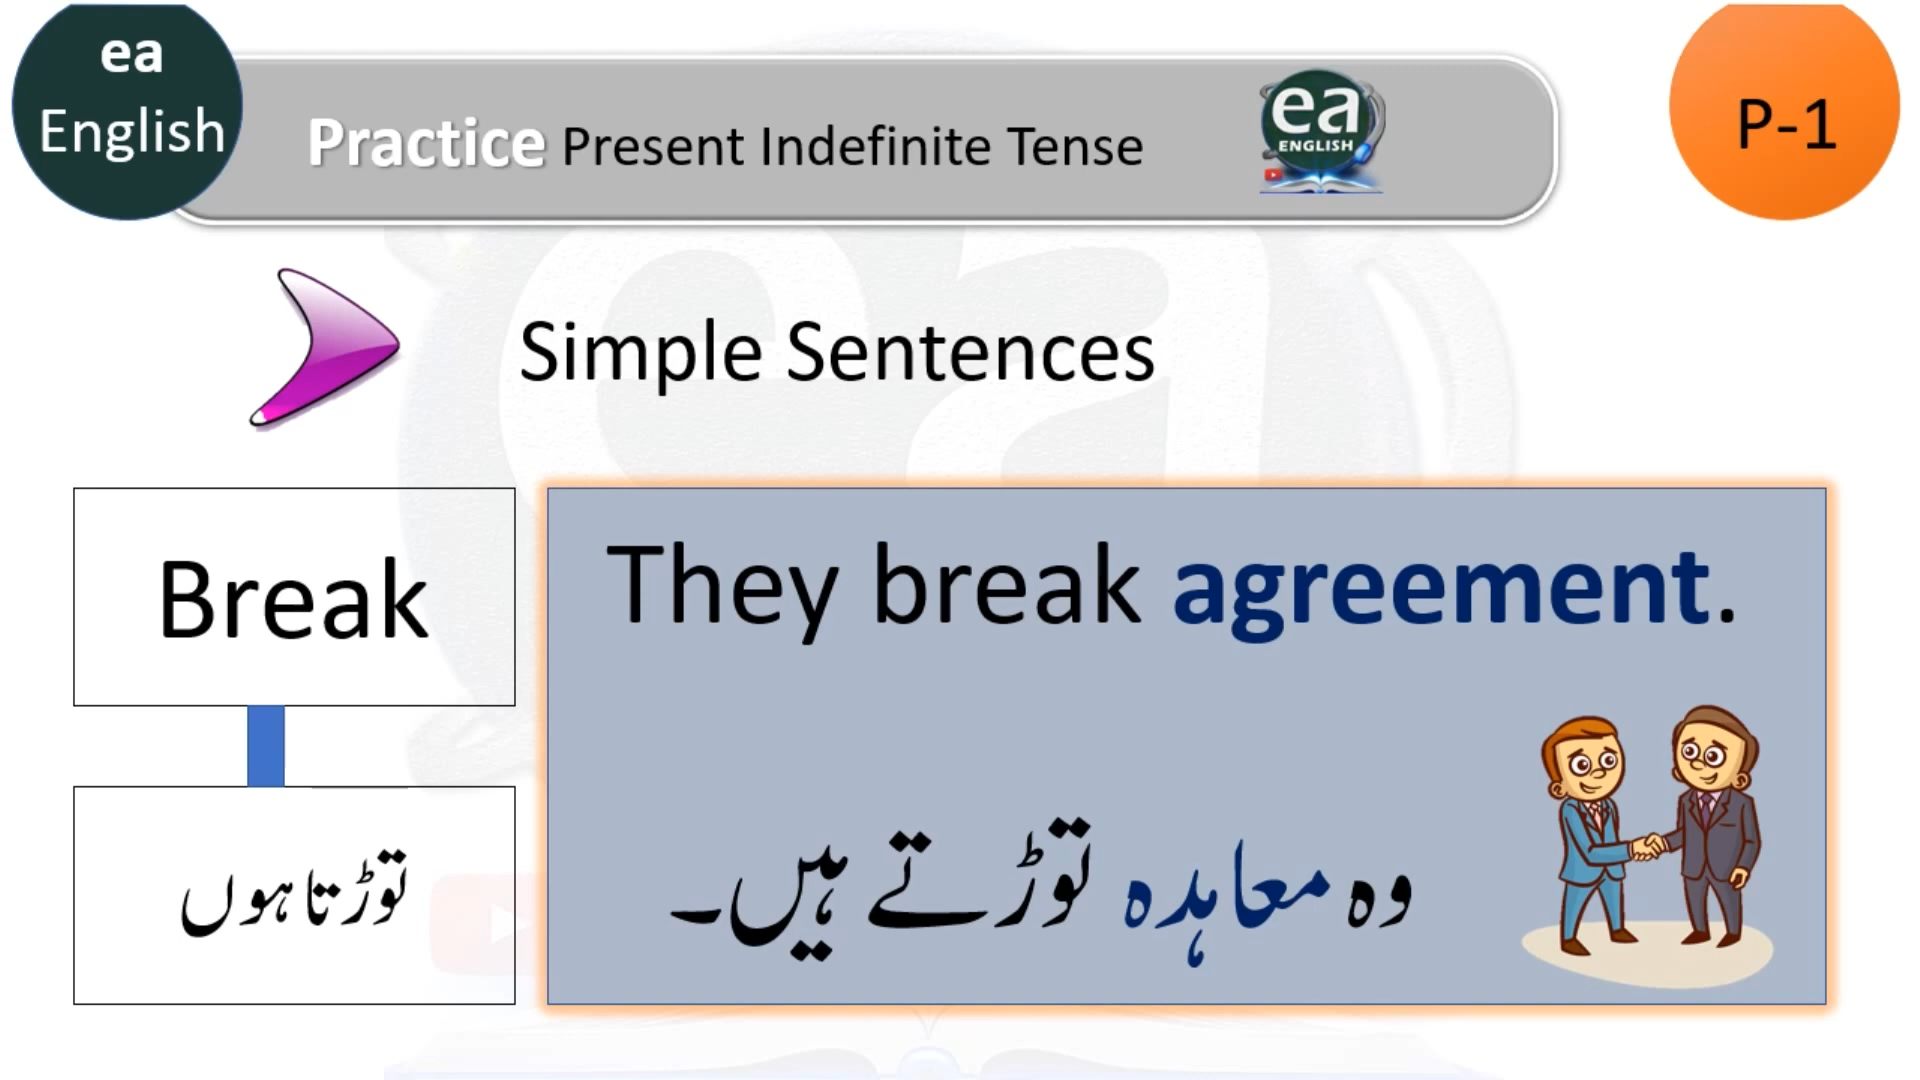 ea
English
Practice Present Indefinite Tense
ea
ENGLISH
P-1
Simple Sentences
Break
They break agreement.
توڑتا ہوں
وہ معاہدہ توڑتے ہیں۔